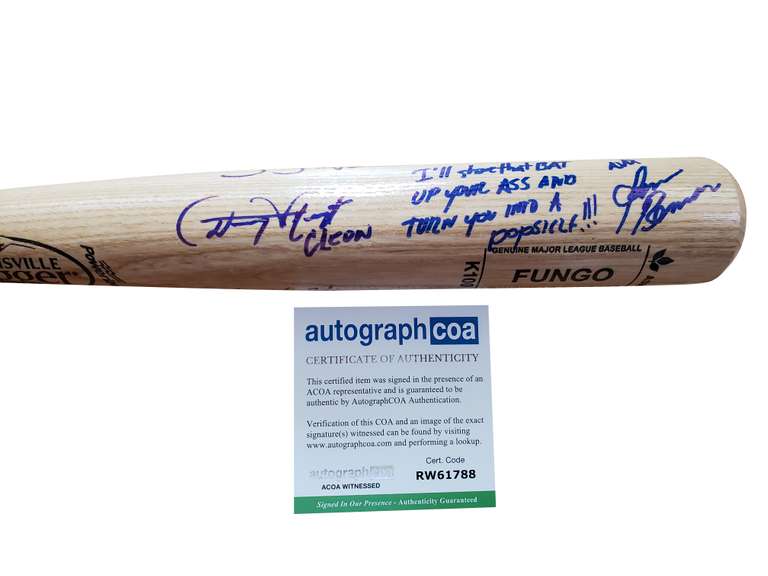 I'll shove that BAT
UP YOUR ASS AND
TURN YOU INTO A
POPSICLE!!!
CLEON
SVILLE
GENUINE MAJOR LEAGUE BASEBALL
FUNGO
K100
autographcoa
CERTIFICATE OF AUTHENTICITY
This certified item was signed in the presence of an
ACOA representative and is guaranteed to be
authentic by AutographCOA Authentication.
Verification of this COA and an image of the exact
signature(s) witnessed can be found by visiting
www.autographcoa.com and performing a lookup.
autographcoa
ACOA WITNESSED
Cert. Code
RW61788
Signed In Our Presence - Authenticity Guaranteed